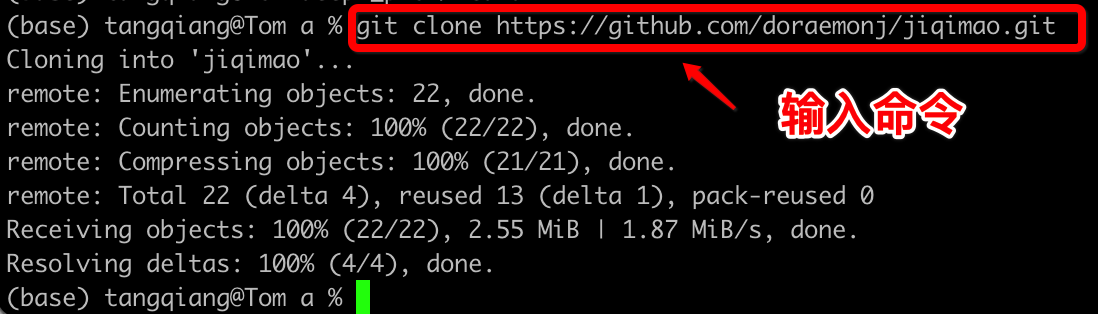 (base) tangqiang@Tom a % git clone https://github.com/doraemonj/jiqimao.git
Cloning into 'jiqimao'...
remote: Enumerating objects: 22, done.
输入命令
remote: Counting objects: 100% (22/22), done.
remote: Compressing objects: 100% (21/21), done.
remote: Total 22 (delta 4), reused 13 (delta 1), pack-reused 0
Receiving objects: 100% (22/22), 2.55 MiB | 1.87 MiB/s, done.
Resolving deltas: 100% (4/4), done.
(base) tangqiang@Tom a %